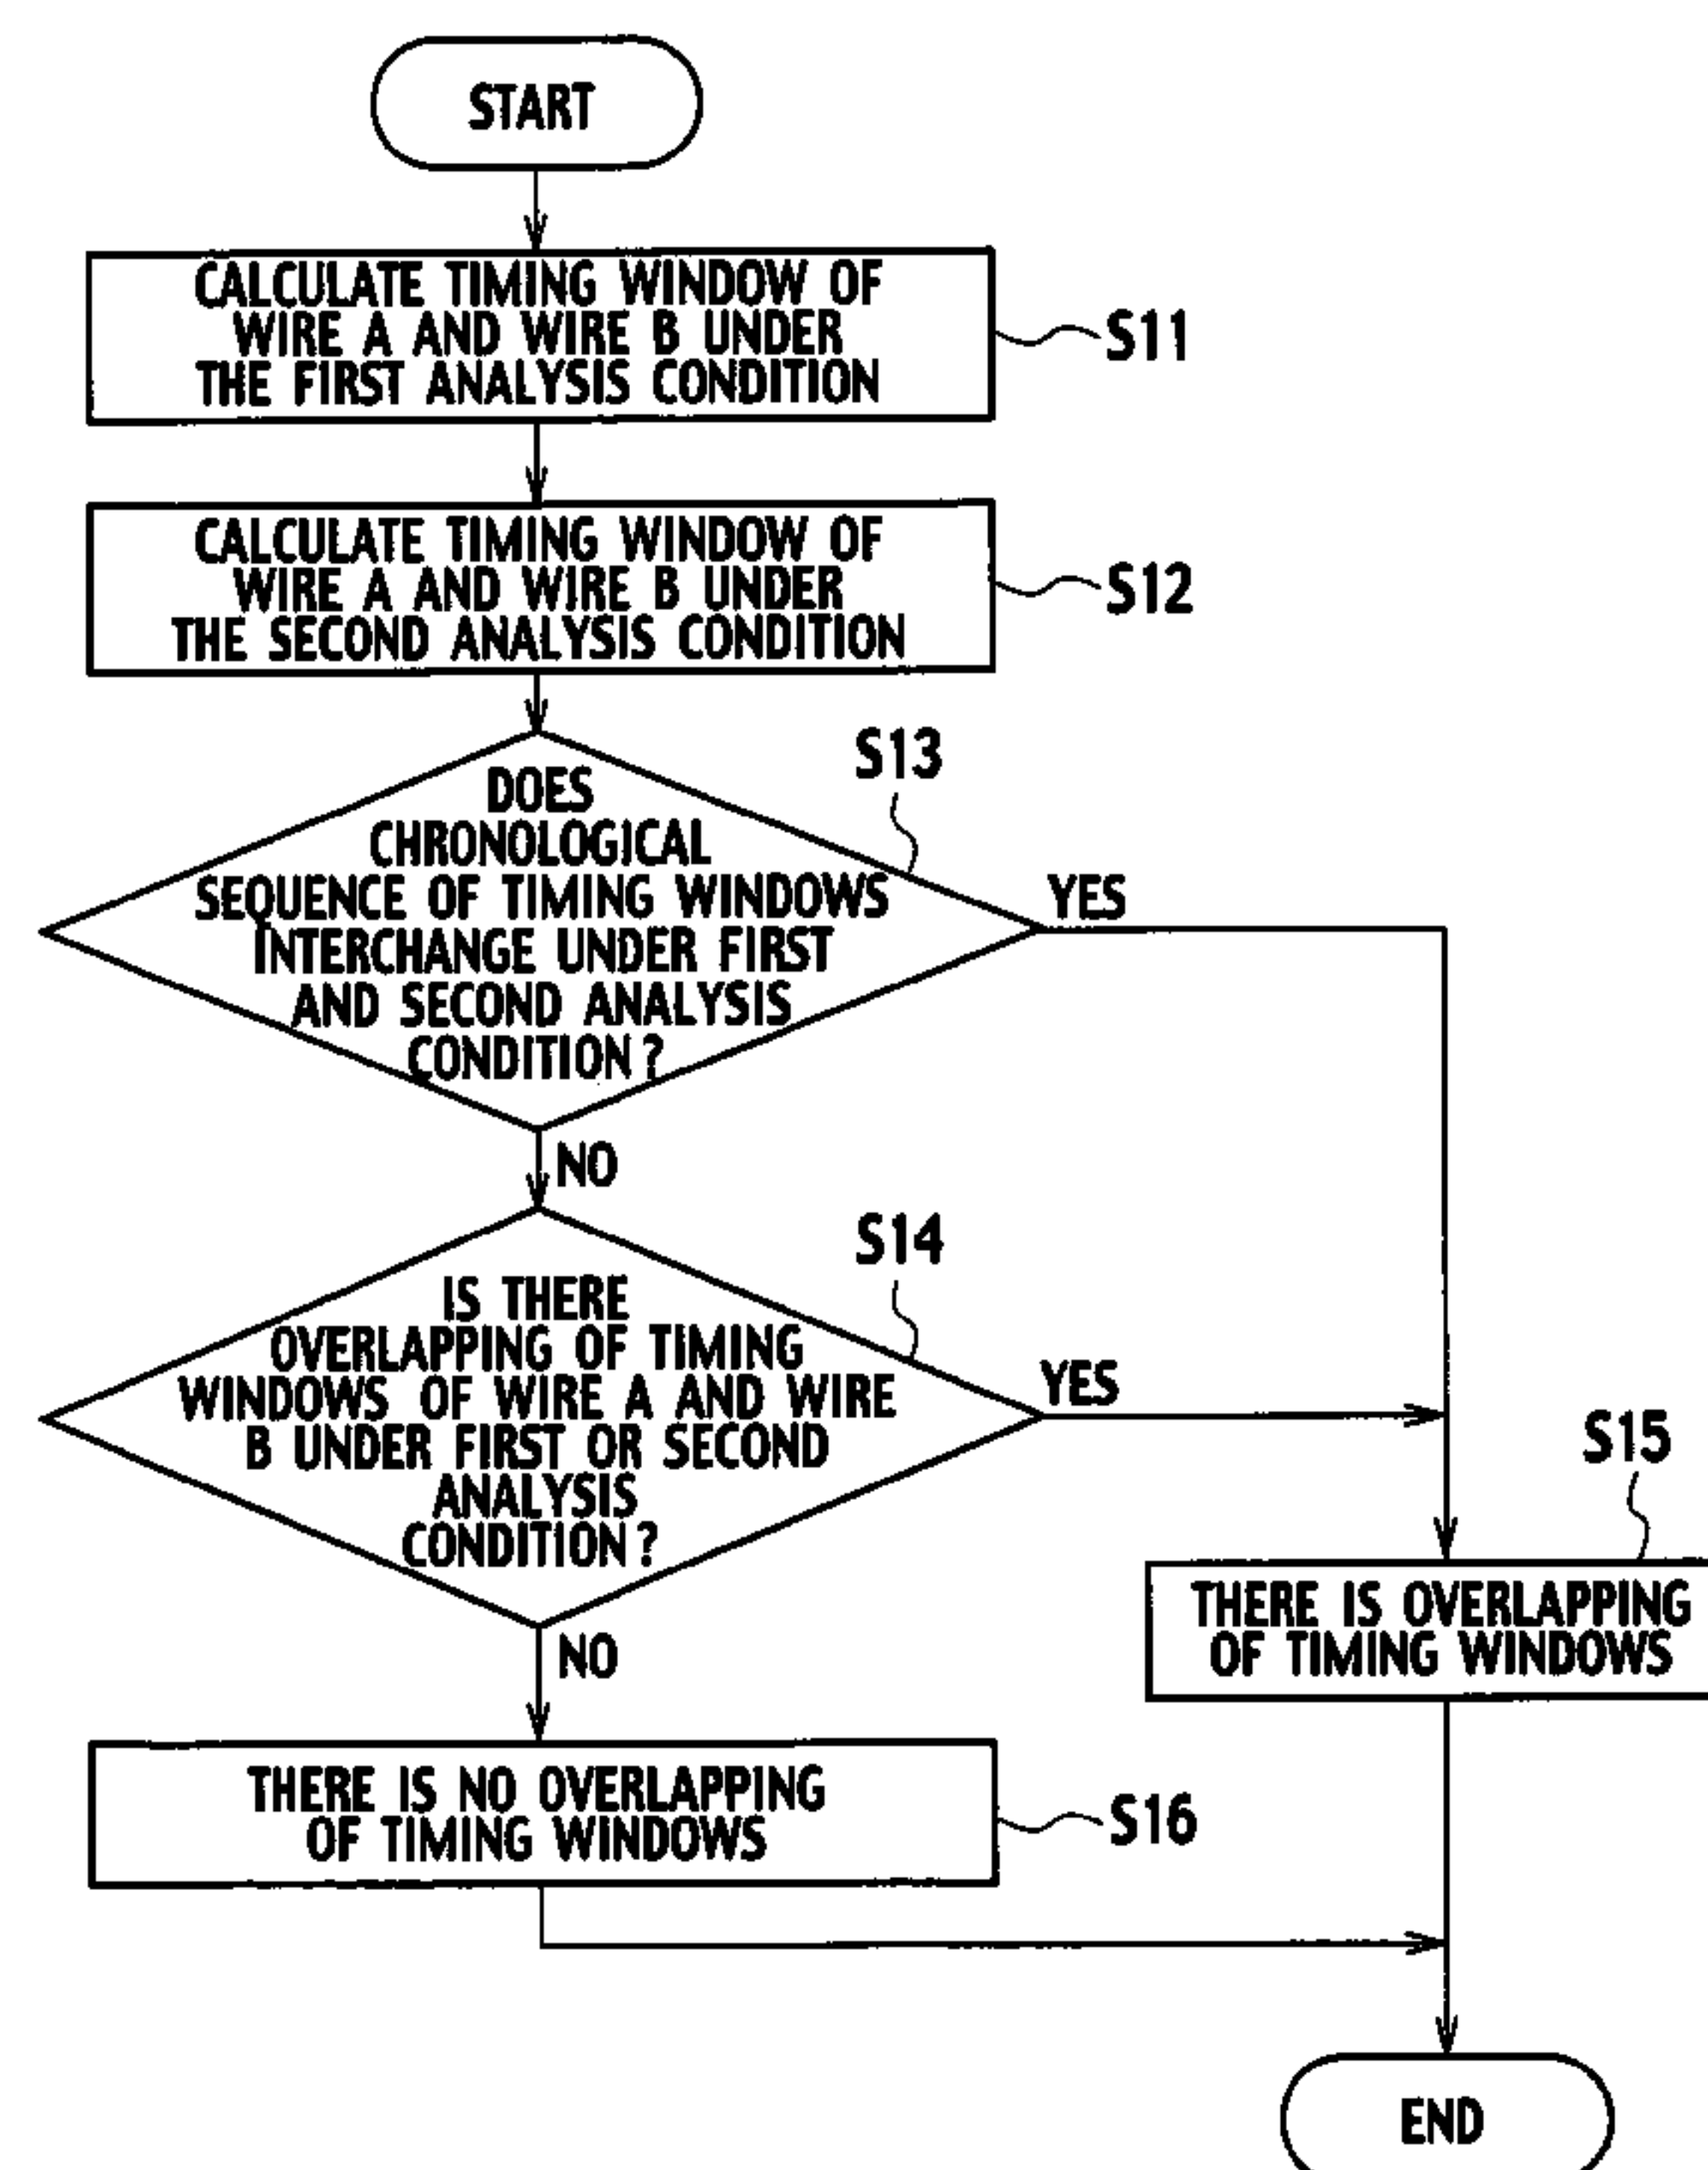 START
CALCULATE TIMING WINDOW OF
WIRE A AND WIRE B UNDER
THE FIRST ANALYSIS CONDITION
S11
CALCULATE TIMING WINDOW OF
WIRE A AND WIRE B UNDER
THE SECOND ANALYSIS CONDITION
S12
S13
DOES
CHRONOLOGICAL
SEQUENCE OF TIMING WINDOWS
INTERCHANGE UNDER FIRST
AND SECOND ANALYSIS
CONDITION?
YES
NO
S14
IS THERE
OVERLAPPING OF TIMING
WINDOWS OF WIRE A AND WIRE
B UNDER FIRST OR SECOND
ANALYSIS
CONDITION?
YES
NO
S15
THERE IS OVERLAPPING
OF TIMING WINDOWS
THERE IS NO OVERLAPPING
OF TIMING WINDOWS
S16
END